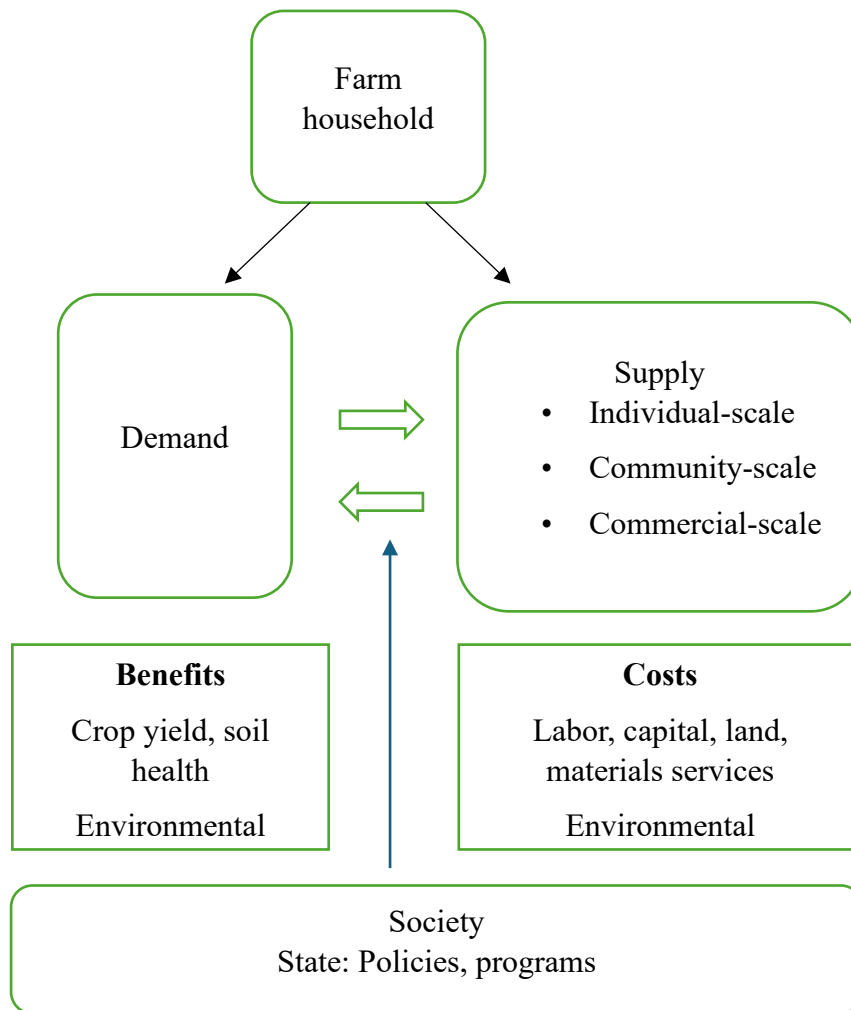 Farm
household
Demand
Supply
• Individual-scale
• Community-scale
• Commercial-scale
Benefits
Crop yield, soil
health
Environmental
Costs
Labor, capital, land,
materials services
Environmental
Society
State: Policies, programs